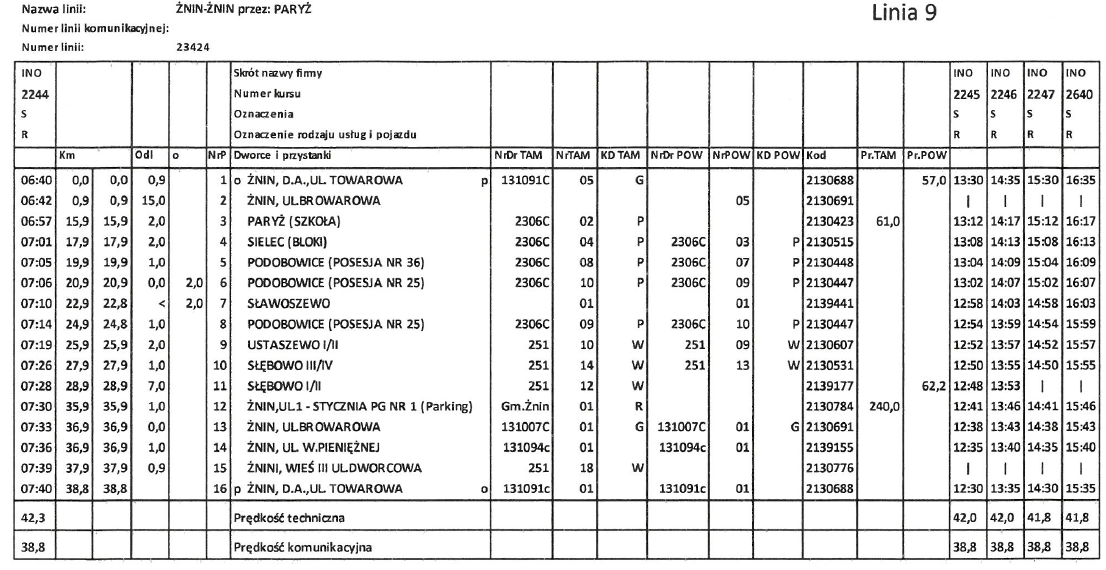 Nazwa linii: ŻNIN-ŻNIN przez: PARYŻ
Linia 9
Numer linii komunikacyjnej:
Numer linii: 23424
INO Skrót nazwy firmy INO INO INO INO
2244 Numer kursu 2245 2246 2247 2640
S Oznaczenia S S S S
R Oznaczenie rodzaju usług i pojazdu R R R R
Km Odl o NrP Dworce i przystanki NrDr TAM NrTAM KD TAM NrDr POW NrPOW KD POW Kod Pr.TAM Pr.POW
06:40 0,0 0,0 0,9 1 o ŻNIN, D.A.,UL. TOWAROWA p 131091C 05 G 2130688 57,0 13:30 14:35 15:30 16:35
06:42 0,9 0,9 15,0 2 ŻNIN, UL.BROWAROWA 05 2130691 | | | |
06:57 15,9 15,9 2,0 3 PARYŻ (SZKOŁA) 2306C 02 P 2130423 61,0 13:12 14:17 15:12 16:17
07:01 17,9 17,9 2,0 4 SIELEC (BLOKI) 2306C 04 P 2306C 03 P 2130515 13:08 14:13 15:08 16:13
07:05 19,9 19,9 1,0 5 PODOBOWICE (POSESJA NR 36) 2306C 08 P 2306C 07 P 2130448 13:04 14:09 15:04 16:09
07:06 20,9 20,9 0,0 2,0 6 PODOBOWICE (POSESJA NR 25) 2306C 10 P 2306C 09 P 2130447 13:02 14:07 15:02 16:07
07:10 22,9 22,8 < 2,0 7 SŁAWOSZEWO 01 01 2139441 12:58 14:03 14:58 16:03
07:14 24,9 24,8 1,0 8 PODOBOWICE (POSESJA NR 25) 2306C 09 P 2306C 10 P 2130447 12:54 13:59 14:54 15:59
07:19 25,9 25,9 2,0 9 USTASZEWO I/II 251 10 W 251 09 W 2130607 12:52 13:57 14:52 15:57
07:26 27,9 27,9 1,0 10 SŁĘBOWO III/IV 251 14 W 251 13 W 2130531 12:50 13:55 14:50 15:55
07:28 28,9 28,9 7,0 11 SŁĘBOWO I/II 251 12 W 2139177 62,2 12:48 13:53 | |
07:30 35,9 35,9 1,0 12 ŻNIN,UL.1 - STYCZNIA PG NR 1 (Parking) Gm.Żnin 01 R 2130784 240,0 12:41 13:46 14:41 15:46
07:33 36,9 36,9 0,0 13 ŻNIN, UL.BROWAROWA 131007C 01 G 131007C 01 G 2130691 12:38 13:43 14:38 15:43
07:36 36,9 36,9 1,0 14 ŻNIN, UL. W.PIENIĘŻNEJ 131094c 01 131094c 01 2139155 12:35 13:40 14:35 15:40
07:39 37,9 37,9 0,9 15 ŻNINI, WIEŚ III UL.DWORCOWA 251 18 W 2130776 | | | |
07:40 38,8 38,8 16 p ŻNIN, D.A.,UL. TOWAROWA o 131091c 01 131091c 01 2130688 12:30 13:35 14:30 15:35
42,3 Prędkość techniczna 42,0 42,0 41,8 41,8
38,8 Prędkość komunikacyjna 38,8 38,8 38,8 38,8